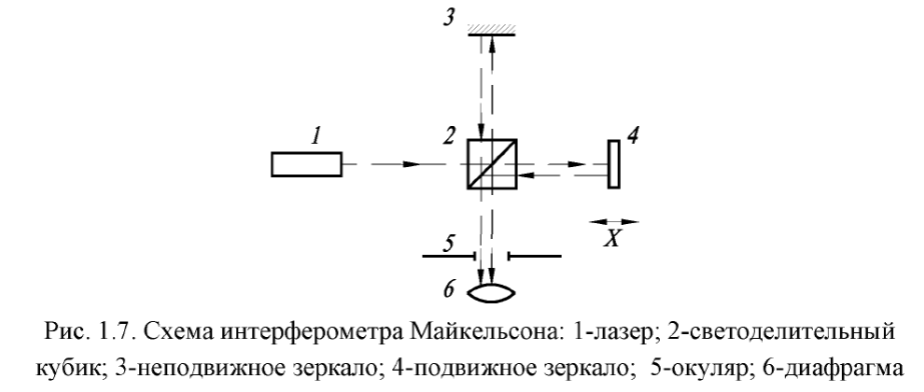 3
1
2
4
X
5
6
Рис. 1.7. Схема интерферометра Майкельсона: 1-лазер; 2-светоделительный
кубик; 3-неподвижное зеркало; 4-подвижное зеркало; 5-окуляр; 6-диафрагма